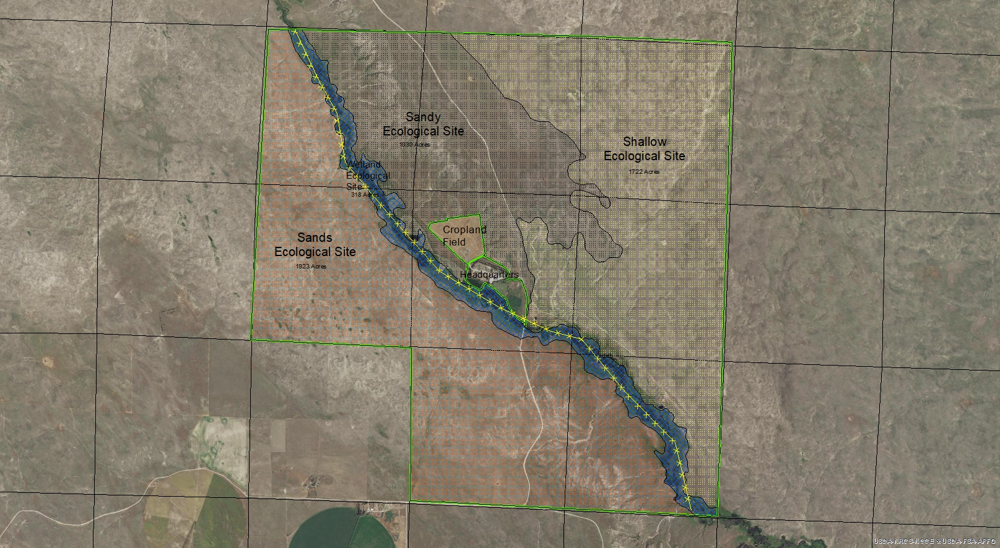 Sandy
Ecological Site
1030 Acres
Shallow
Ecological Site
1722 Acres
Wetland
Ecological
Site
318 Acres
Cropland
Field
Sands
Ecological Site
1923 Acres
Headquarters
USDA-NRCS-NGCE & USDA-FSA-APFO